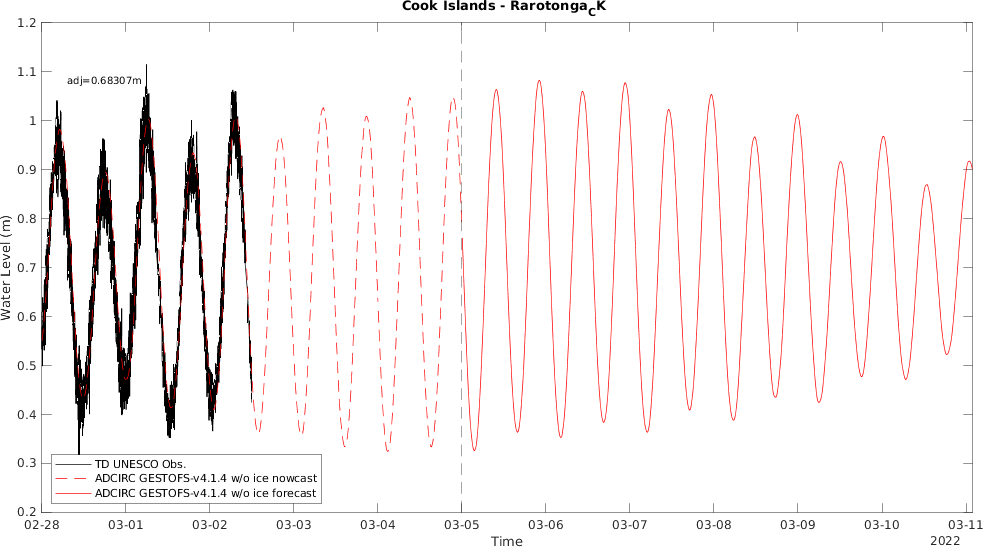 Cook Islands - Rarotonga_CK
1.2
1.1
1
0.9
0.8
0.7
0.6
0.5
0.4
0.3
0.2
Water Level (m)
adj=0.68307m
TD UNESCO Obs.
ADCIRC GESTOFS-v4.1.4 w/o ice nowcast
ADCIRC GESTOFS-v4.1.4 w/o ice forecast
02-28 03-01 03-02 03-03 03-04 03-05 03-06 03-07 03-08 03-09 03-10 03-11
Time
2022